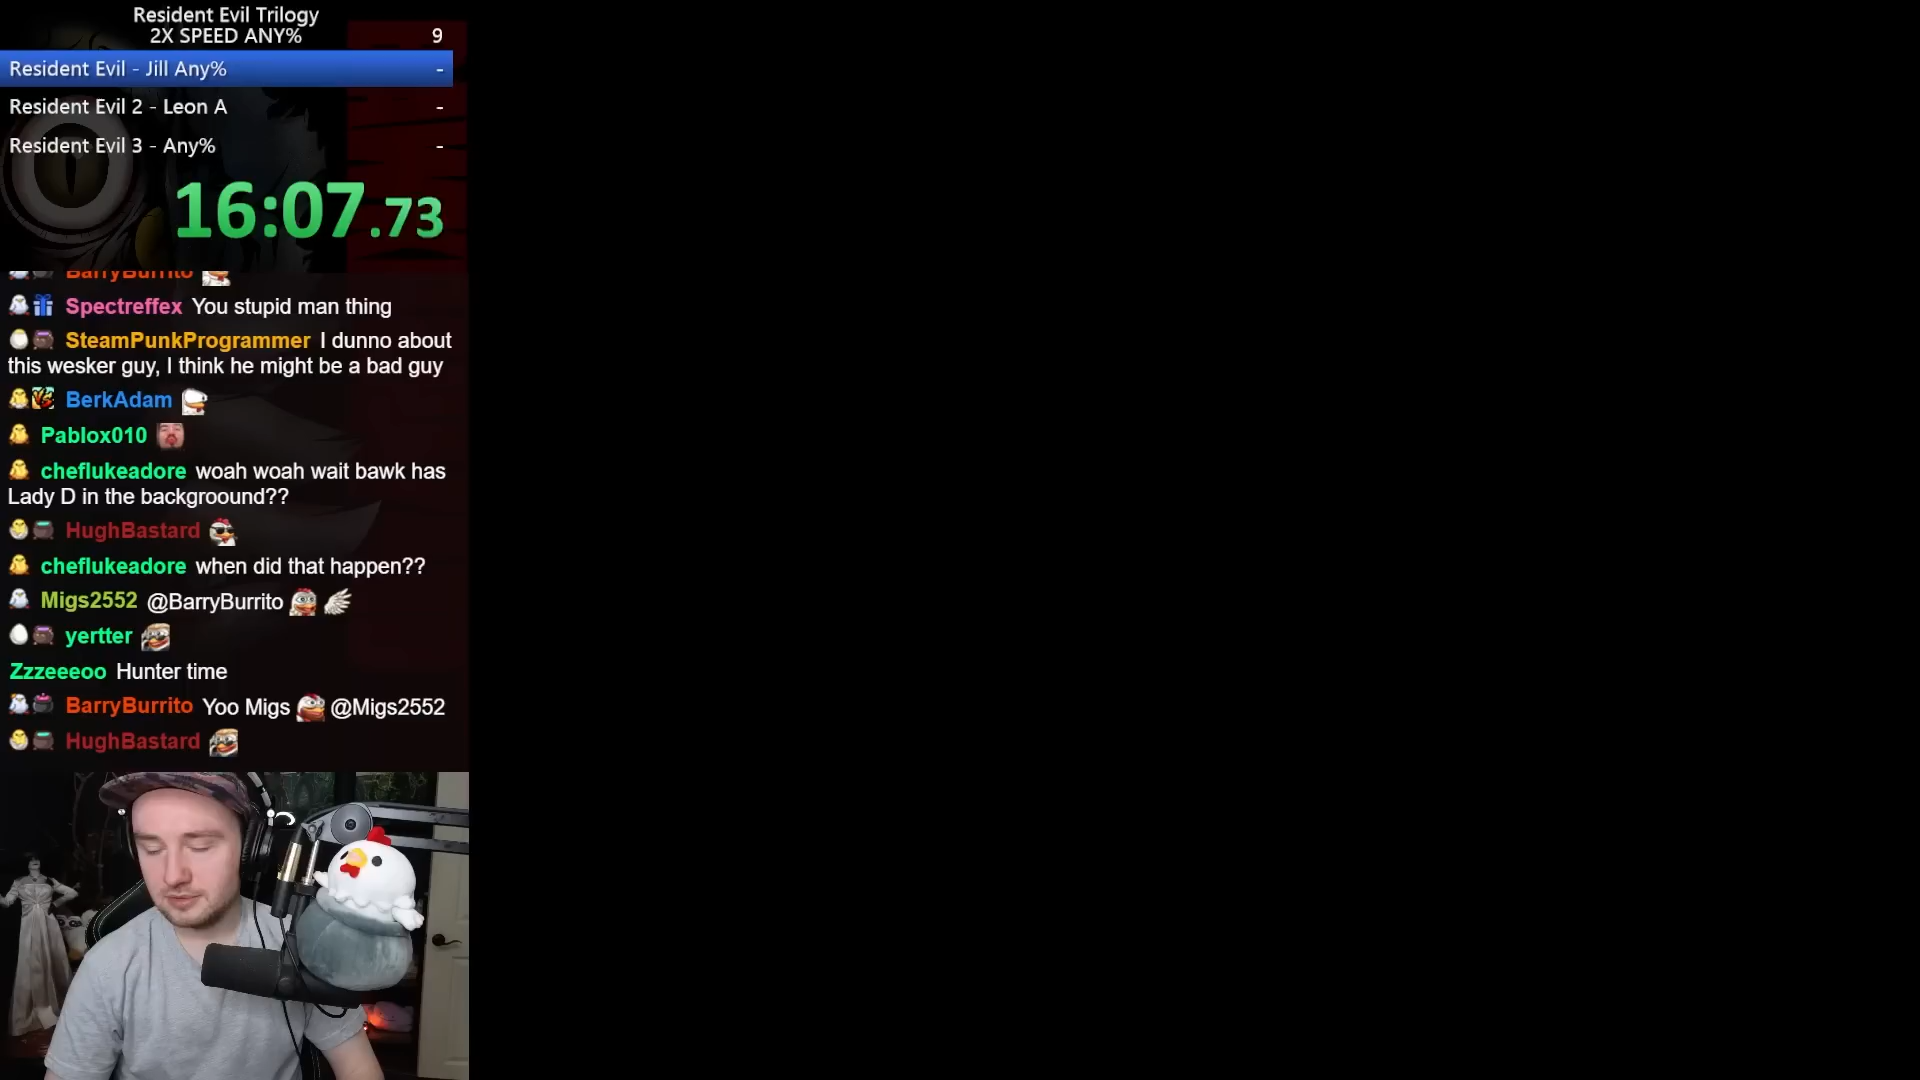 Resident Evil Trilogy
2X SPEED ANY% 9
Resident Evil - Jill Any% -
Resident Evil 2 - Leon A -
Resident Evil 3 - Any% -
16:07.73
BarryBurrito
Spectreffex You stupid man thing
SteamPunkProgrammer I dunno about
this wesker guy, I think he might be a bad guy
BerkAdam
Pablox010
cheflukeadore woah woah wait bawk has
Lady D in the backgroound??
HughBastard
cheflukeadore when did that happen??
Migs2552 @BarryBurrito
yertter
Zzzeeeoo Hunter time
BarryBurrito Yoo Migs @Migs2552
HughBastard